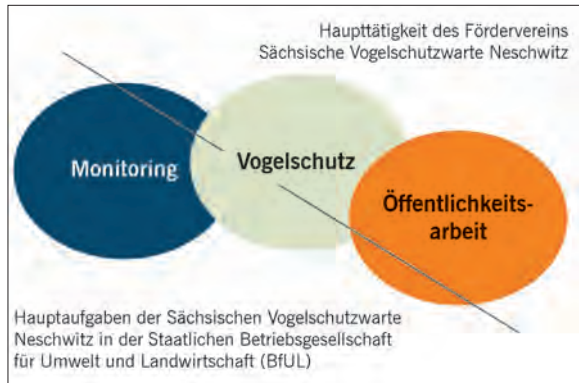 Haupttätigkeit des Fördervereins
Sächsische Vogelschutzwarte Neschwitz
Monitoring
Vogelschutz
Öffentlichkeits-
arbeit
Hauptaufgaben der Sächsischen Vogelschutzwarte
Neschwitz in der Staatlichen Betriebsgesellschaft
für Umwelt und Landwirtschaft (BfUL)